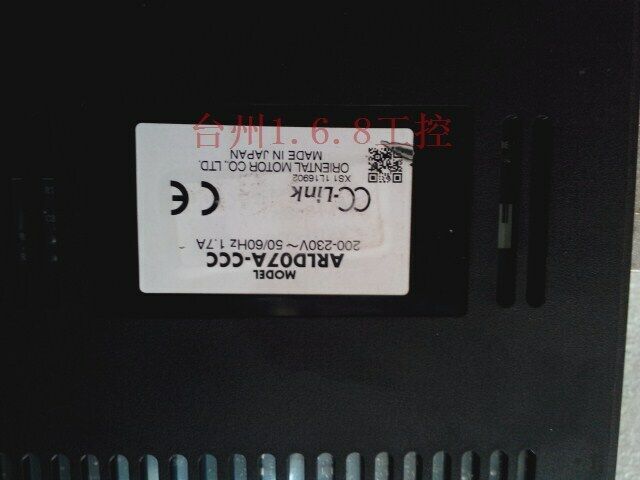 台州1.6.8工控
MODEL
ARLD07A-CCC
200-230V～50/60Hz 1.7A
CC-Link
XS1 1L16902
ORIENTAL MOTOR CO.,LTD.
MADE IN JAPAN